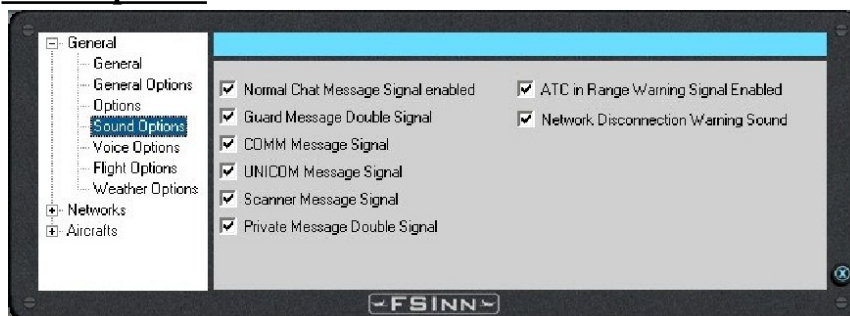 General
General
General Options
Options
Sound Options
Voice Options
Flight Options
Weather Options
Networks
Aircrafts
Normal Chat Message Signal enabled
Guard Message Double Signal
COMM Message Signal
UNICOM Message Signal
Scanner Message Signal
Private Message Double Signal
ATC in Range Warning Signal Enabled
Network Disconnection Warning Sound
FSINN